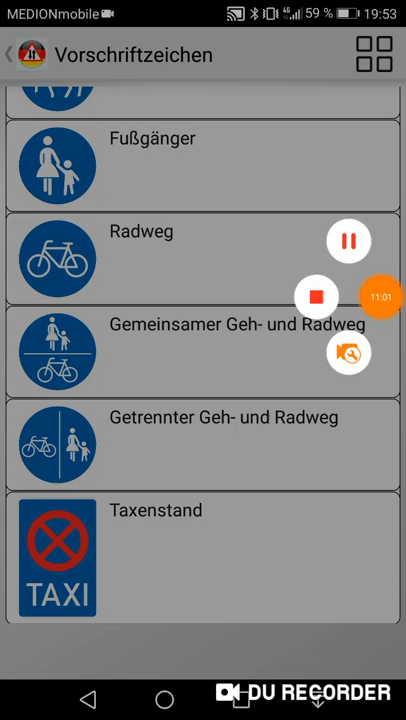 MEDIONmobile
4G
59 %
19:53
Vorschriftzeichen
Fußgänger
Radweg
11:01
Gemeinsamer Geh- und Radweg
Getrennter Geh- und Radweg
Taxenstand
TAXI
DU RECORDER